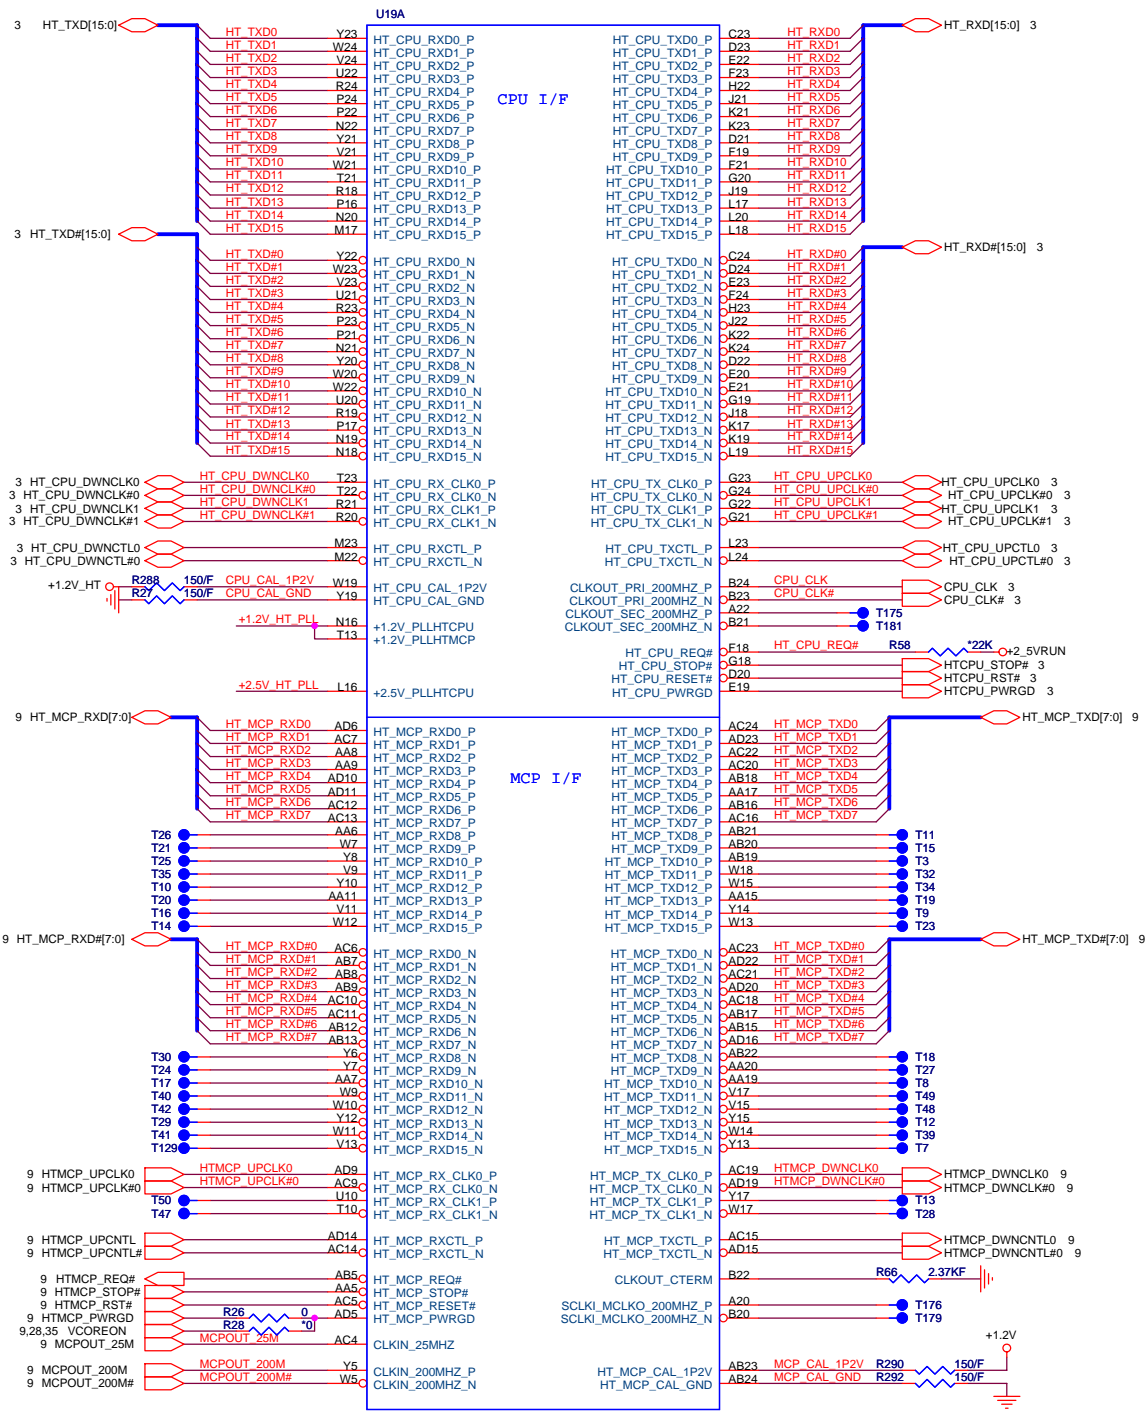 U19A
3 HT_TXD[15:0] HT_RXD[15:0] 3
HT_TXD0 Y23 HT_CPU_RXD0_P HT_CPU_TXD0_P C23 HT_RXD0
HT_TXD1 W24 HT_CPU_RXD1_P HT_CPU_TXD1_P D23 HT_RXD1
HT_TXD2 V24 HT_CPU_RXD2_P HT_CPU_TXD2_P E22 HT_RXD2
HT_TXD3 U22 HT_CPU_RXD3_P HT_CPU_TXD3_P F23 HT_RXD3
HT_TXD4 R24 HT_CPU_RXD4_P HT_CPU_TXD4_P H22 HT_RXD4
HT_TXD5 P24 HT_CPU_RXD5_P CPU I/F HT_CPU_TXD5_P J21 HT_RXD5
HT_TXD6 P22 HT_CPU_RXD6_P HT_CPU_TXD6_P K21 HT_RXD6
HT_TXD7 N22 HT_CPU_RXD7_P HT_CPU_TXD7_P K23 HT_RXD7
HT_TXD8 Y21 HT_CPU_RXD8_P HT_CPU_TXD8_P D21 HT_RXD8
HT_TXD9 V21 HT_CPU_RXD9_P HT_CPU_TXD9_P F19 HT_RXD9
HT_TXD10 W21 HT_CPU_RXD10_P HT_CPU_TXD10_P F21 HT_RXD10
HT_TXD11 T21 HT_CPU_RXD11_P HT_CPU_TXD11_P G20 HT_RXD11
HT_TXD12 R18 HT_CPU_RXD12_P HT_CPU_TXD12_P J19 HT_RXD12
HT_TXD13 P16 HT_CPU_RXD13_P HT_CPU_TXD13_P L17 HT_RXD13
HT_TXD14 N20 HT_CPU_RXD14_P HT_CPU_TXD14_P L20 HT_RXD14
HT_TXD15 M17 HT_CPU_RXD15_P HT_CPU_TXD15_P L18 HT_RXD15
3 HT_TXD#[15:0] HT_RXD#[15:0] 3
HT_TXD#0 Y22 HT_CPU_RXD0_N HT_CPU_TXD0_N C24 HT_RXD#0
HT_TXD#1 W23 HT_CPU_RXD1_N HT_CPU_TXD1_N D24 HT_RXD#1
HT_TXD#2 V23 HT_CPU_RXD2_N HT_CPU_TXD2_N E23 HT_RXD#2
HT_TXD#3 U21 HT_CPU_RXD3_N HT_CPU_TXD3_N F24 HT_RXD#3
HT_TXD#4 R23 HT_CPU_RXD4_N HT_CPU_TXD4_N H23 HT_RXD#4
HT_TXD#5 P23 HT_CPU_RXD5_N HT_CPU_TXD5_N J22 HT_RXD#5
HT_TXD#6 P21 HT_CPU_RXD6_N HT_CPU_TXD6_N K22 HT_RXD#6
HT_TXD#7 N21 HT_CPU_RXD7_N HT_CPU_TXD7_N K24 HT_RXD#7
HT_TXD#8 Y20 HT_CPU_RXD8_N HT_CPU_TXD8_N D22 HT_RXD#8
HT_TXD#9 W20 HT_CPU_RXD9_N HT_CPU_TXD9_N E20 HT_RXD#9
HT_TXD#10 W22 HT_CPU_RXD10_N HT_CPU_TXD10_N E21 HT_RXD#10
HT_TXD#11 U20 HT_CPU_RXD11_N HT_CPU_TXD11_N G19 HT_RXD#11
HT_TXD#12 R19 HT_CPU_RXD12_N HT_CPU_TXD12_N J18 HT_RXD#12
HT_TXD#13 P17 HT_CPU_RXD13_N HT_CPU_TXD13_N K17 HT_RXD#13
HT_TXD#14 N19 HT_CPU_RXD14_N HT_CPU_TXD14_N K19 HT_RXD#14
HT_TXD#15 N18 HT_CPU_RXD15_N HT_CPU_TXD15_N L19 HT_RXD#15
3 HT_CPU_DWNCLK0 HT_CPU_DWNCLK0 T23 HT_CPU_RX_CLK0_P HT_CPU_TX_CLK0_P G23 HT_CPU_UPCLK0 HT_CPU_UPCLK0 3
3 HT_CPU_DWNCLK#0 HT_CPU_DWNCLK#0 T22 HT_CPU_RX_CLK0_N HT_CPU_TX_CLK0_N G24 HT_CPU_UPCLK#0 HT_CPU_UPCLK#0 3
3 HT_CPU_DWNCLK1 HT_CPU_DWNCLK1 R21 HT_CPU_RX_CLK1_P HT_CPU_TX_CLK1_P G22 HT_CPU_UPCLK1 HT_CPU_UPCLK1 3
3 HT_CPU_DWNCLK#1 HT_CPU_DWNCLK#1 R20 HT_CPU_RX_CLK1_N HT_CPU_TX_CLK1_N G21 HT_CPU_UPCLK#1 HT_CPU_UPCLK#1 3
3 HT_CPU_DWNCTL0 M23 HT_CPU_RXCTL_P HT_CPU_TXCTL_P L23 HT_CPU_UPCTL0 3
3 HT_CPU_DWNCTL#0 M22 HT_CPU_RXCTL_N HT_CPU_TXCTL_N L24 HT_CPU_UPCTL#0 3
+1.2V_HT R288 150/F CPU_CAL_1P2V W19 HT_CPU_CAL_1P2V CLKOUT_PRI_200MHZ_P B24 CPU_CLK CPU_CLK 3
R27 150/F CPU_CAL_GND Y19 HT_CPU_CAL_GND CLKOUT_PRI_200MHZ_N B23 CPU_CLK# CPU_CLK# 3
CLKOUT_SEC_200MHZ_P A22 T175
+1.2V_HT_PLL N16 +1.2V_PLLHTCPU CLKOUT_SEC_200MHZ_N B21 T181
T13 +1.2V_PLLHTMCP
HT_CPU_REQ# F18 HT_CPU_REQ# R58 *22K +2_5VRUN
HT_CPU_STOP# G18 HTCPU_STOP# 3
HT_CPU_RESET# D20 HTCPU_RST# 3
+2.5V_HT_PLL L16 +2.5V_PLLHTCPU HT_CPU_PWRGD E19 HTCPU_PWRGD 3
9 HT_MCP_RXD[7:0] HT_MCP_TXD[7:0] 9
HT_MCP_RXD0 AD6 HT_MCP_RXD0_P HT_MCP_TXD0_P AC24 HT_MCP_TXD0
HT_MCP_RXD1 AC7 HT_MCP_RXD1_P HT_MCP_TXD1_P AD23 HT_MCP_TXD1
HT_MCP_RXD2 AA8 HT_MCP_RXD2_P HT_MCP_TXD2_P AC22 HT_MCP_TXD2
HT_MCP_RXD3 AA9 HT_MCP_RXD3_P HT_MCP_TXD3_P AC20 HT_MCP_TXD3
HT_MCP_RXD4 AD10 HT_MCP_RXD4_P MCP I/F HT_MCP_TXD4_P AB18 HT_MCP_TXD4
HT_MCP_RXD5 AD11 HT_MCP_RXD5_P HT_MCP_TXD5_P AA17 HT_MCP_TXD5
HT_MCP_RXD6 AC12 HT_MCP_RXD6_P HT_MCP_TXD6_P AB16 HT_MCP_TXD6
HT_MCP_RXD7 AC13 HT_MCP_RXD7_P HT_MCP_TXD7_P AC16 HT_MCP_TXD7
T26 AA6 HT_MCP_RXD8_P HT_MCP_TXD8_P AB21 T11
T21 W7 HT_MCP_RXD9_P HT_MCP_TXD9_P AB20 T15
T25 Y8 HT_MCP_RXD10_P HT_MCP_TXD10_P AB19 T3
T35 V9 HT_MCP_RXD11_P HT_MCP_TXD11_P W18 T32
T10 Y10 HT_MCP_RXD12_P HT_MCP_TXD12_P W15 T34
T20 AA11 HT_MCP_RXD13_P HT_MCP_TXD13_P AA15 T19
T16 V11 HT_MCP_RXD14_P HT_MCP_TXD14_P Y14 T9
T14 W12 HT_MCP_RXD15_P HT_MCP_TXD15_P W13 T23
9 HT_MCP_RXD#[7:0] HT_MCP_TXD#[7:0] 9
HT_MCP_RXD#0 AC6 HT_MCP_RXD0_N HT_MCP_TXD0_N AC23 HT_MCP_TXD#0
HT_MCP_RXD#1 AB7 HT_MCP_RXD1_N HT_MCP_TXD1_N AD22 HT_MCP_TXD#1
HT_MCP_RXD#2 AB8 HT_MCP_RXD2_N HT_MCP_TXD2_N AC21 HT_MCP_TXD#2
HT_MCP_RXD#3 AB9 HT_MCP_RXD3_N HT_MCP_TXD3_N AD20 HT_MCP_TXD#3
HT_MCP_RXD#4 AC10 HT_MCP_RXD4_N HT_MCP_TXD4_N AC18 HT_MCP_TXD#4
HT_MCP_RXD#5 AC11 HT_MCP_RXD5_N HT_MCP_TXD5_N AB17 HT_MCP_TXD#5
HT_MCP_RXD#6 AB12 HT_MCP_RXD6_N HT_MCP_TXD6_N AB15 HT_MCP_TXD#6
HT_MCP_RXD#7 AB13 HT_MCP_RXD7_N HT_MCP_TXD7_N AD16 HT_MCP_TXD#7
T30 Y6 HT_MCP_RXD8_N HT_MCP_TXD8_N AB22 T18
T24 Y7 HT_MCP_RXD9_N HT_MCP_TXD9_N AA20 T27
T17 AA7 HT_MCP_RXD10_N HT_MCP_TXD10_N AA19 T8
T40 W9 HT_MCP_RXD11_N HT_MCP_TXD11_N V17 T49
T42 W10 HT_MCP_RXD12_N HT_MCP_TXD12_N V15 T48
T29 Y12 HT_MCP_RXD13_N HT_MCP_TXD13_N Y15 T12
T41 W11 HT_MCP_RXD14_N HT_MCP_TXD14_N W14 T39
T129 V13 HT_MCP_RXD15_N HT_MCP_TXD15_N Y13 T7
9 HTMCP_UPCLK0 HTMCP_UPCLK0 AD9 HT_MCP_RX_CLK0_P HT_MCP_TX_CLK0_P AC19 HTMCP_DWNCLK0 HTMCP_DWNCLK0 9
9 HTMCP_UPCLK#0 HTMCP_UPCLK#0 AC9 HT_MCP_RX_CLK0_N HT_MCP_TX_CLK0_N AD19 HTMCP_DWNCLK#0 HTMCP_DWNCLK#0 9
T50 U10 HT_MCP_RX_CLK1_P HT_MCP_TX_CLK1_P Y17 T13
T47 T10 HT_MCP_RX_CLK1_N HT_MCP_TX_CLK1_N W17 T28
9 HTMCP_UPCNTL AD14 HT_MCP_RXCTL_P HT_MCP_TXCTL_P AC15 HTMCP_DWNCNTL0 9
9 HTMCP_UPCNTL# AC14 HT_MCP_RXCTL_N HT_MCP_TXCTL_N AD15 HTMCP_DWNCNTL#0 9
9 HTMCP_REQ# AB5 HT_MCP_REQ# CLKOUT_CTERM B22 R66 2.37KF
9 HTMCP_STOP# AA5 HT_MCP_STOP#
9 HTMCP_RST# AC5 HT_MCP_RESET# SCLKI_MCLKO_200MHZ_P A20 T176
9 HTMCP_PWRGD R26 0 AD5 HT_MCP_PWRGD SCLKI_MCLKO_200MHZ_N B20 T179
9,28,35 VCOREON R28 *0
9 MCPOUT_25M MCPOUT_25M AC4 CLKIN_25MHZ +1.2V
9 MCPOUT_200M MCPOUT_200M Y5 CLKIN_200MHZ_P HT_MCP_CAL_1P2V AB23 MCP_CAL_1P2V R290 150/F
9 MCPOUT_200M# MCPOUT_200M# W5 CLKIN_200MHZ_N HT_MCP_CAL_GND AB24 MCP_CAL_GND R292 150/F